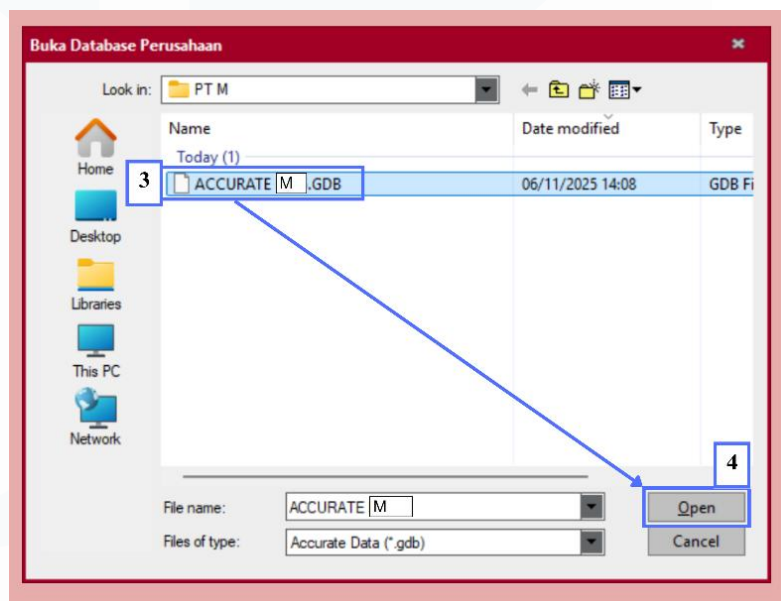 Buka Database Perusahaan
Look in: PT M
Name Date modified Type
Today (1)
3 ACCURATE M .GDB 06/11/2025 14:08 GDB Fi
Home
Desktop
Libraries
This PC
Network
4
File name: ACCURATE M Open
Files of type: Accurate Data (*.gdb) Cancel